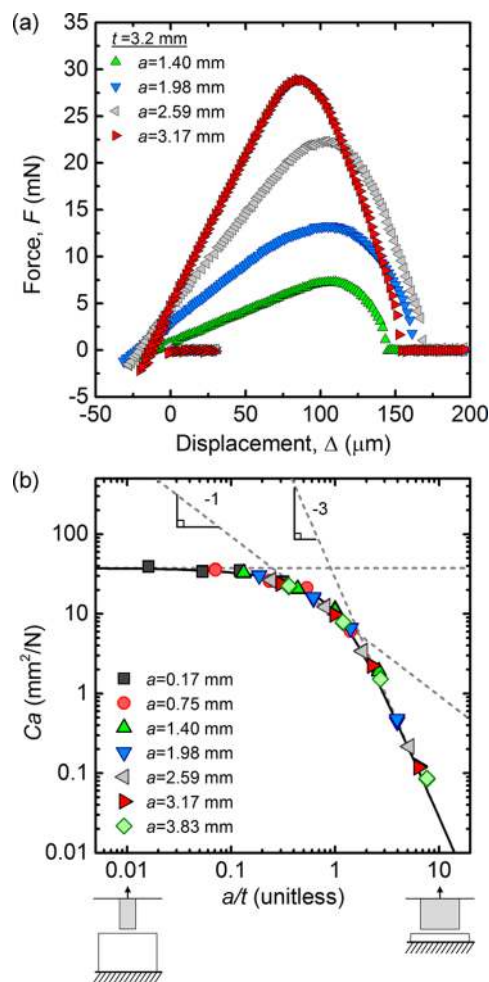 (a)
t=3.2 mm
a=1.40 mm
a=1.98 mm
a=2.59 mm
a=3.17 mm
35
30
25
20
15
10
5
0
-5
Force, F (mN)
-50 0 50 100 150 200
Displacement, Δ (μm)
(b)
-1
-3
100
10
1
0.1
0.01
Ca (mm²/N)
a=0.17 mm
a=0.75 mm
a=1.40 mm
a=1.98 mm
a=2.59 mm
a=3.17 mm
a=3.83 mm
0.01 0.1 1 10
a/t (unitless)